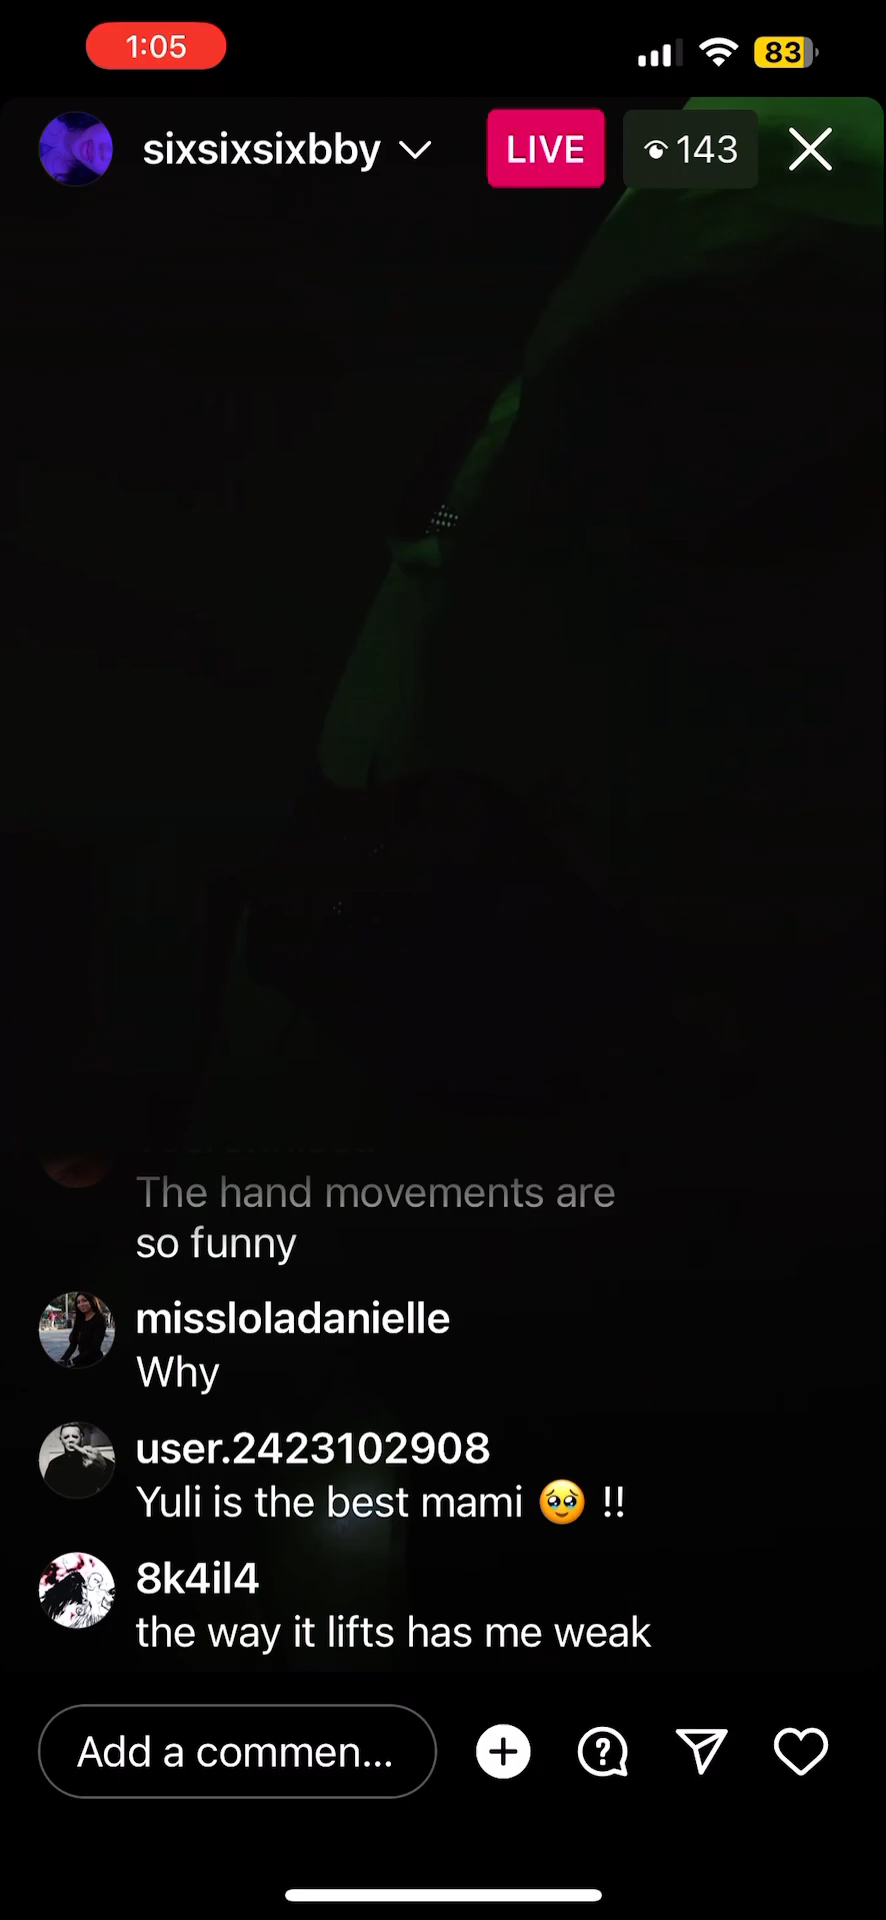 1:05
83
sixsixsixbby
LIVE
143
The hand movements are
so funny
missloladanielle
Why
user.2423102908
Yuli is the best mami 🥹 !!
8k4il4
the way it lifts has me weak
Add a commen...